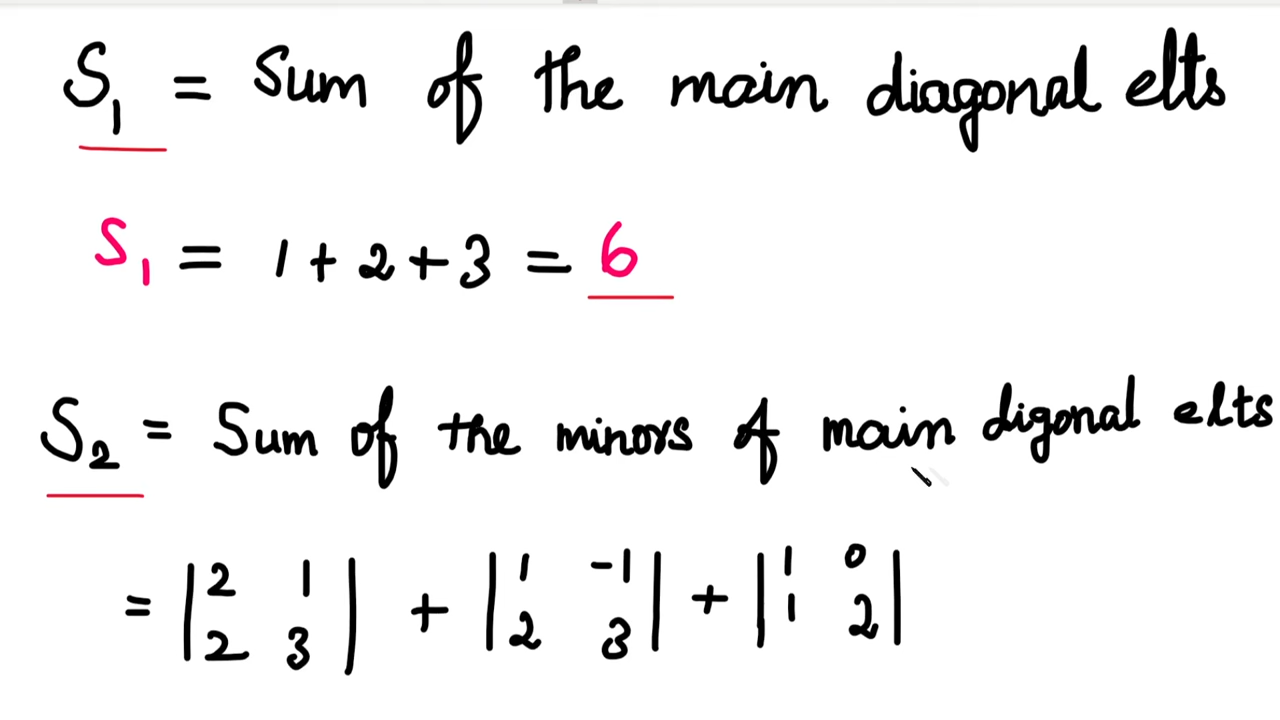 S₁ = Sum of the main diagonal elts
S₁ = 1 + 2 + 3 = 6
S₂ = Sum of the minors of main digonal elts
= |2 1| + |1 -1| + |1 0|
|2 3| |2 3| |1 2|